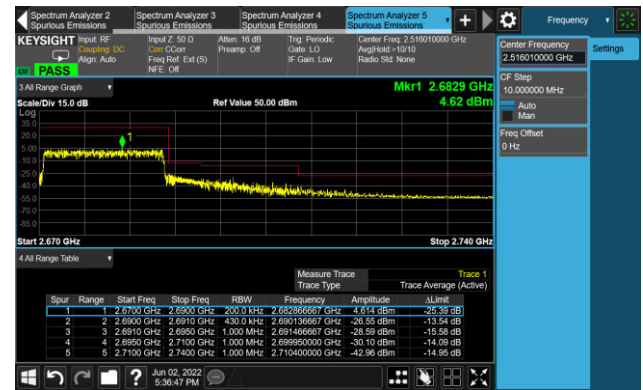 Spectrum Analyzer 2 Spectrum Analyzer 3 Spectrum Analyzer 4 Spectrum Analyzer 5 Frequency
Spurious Emissions Spurious Emissions Spurious Emissions Spurious Emissions
KEYSIGHT Input: RF Input Z: 50 Ω Atten: 16 dB Trig: Periodic Center Freq: 2.516010000 GHz
Coupling: DC Corr CCorr Preamp: Off Gate: LO Avg|Hold:>10/10
Align: Auto Freq Ref: Ext (S) IF Gain: Low Radio Std: None
NFE: Off
PASS
Center Frequency
2.516010000 GHz
Settings
CF Step
10.000000 MHz
Auto
Man
Freq Offset
0 Hz
3 All Range Graph
Mkr1 2.6829 GHz
Scale/Div 15.0 dB Ref Value 50.00 dBm 4.62 dBm
Log
35.0
20.0
5.00
-10.0
-25.0
-40.0
-55.0
-70.0
-85.0
1
Start 2.670 GHz Stop 2.740 GHz
4 All Range Table
Measure Trace Trace 1
Trace Type Trace Average (Active)
Spur Range Start Freq Stop Freq RBW Frequency Amplitude ΔLimit
1 1 2.6700 GHz 2.6900 GHz 200.0 kHz 2.682866667 GHz 4.614 dBm -25.39 dB
2 2 2.6900 GHz 2.6910 GHz 430.0 kHz 2.690136667 GHz -26.55 dBm -13.54 dB
3 3 2.6910 GHz 2.6950 GHz 1.000 MHz 2.691466667 GHz -28.59 dBm -15.58 dB
4 4 2.6950 GHz 2.7100 GHz 1.000 MHz 2.699950000 GHz -30.10 dBm -14.09 dB
5 5 2.7100 GHz 2.7400 GHz 1.000 MHz 2.710400000 GHz -42.96 dBm -14.95 dB
Jun 02, 2022
5:36:47 PM